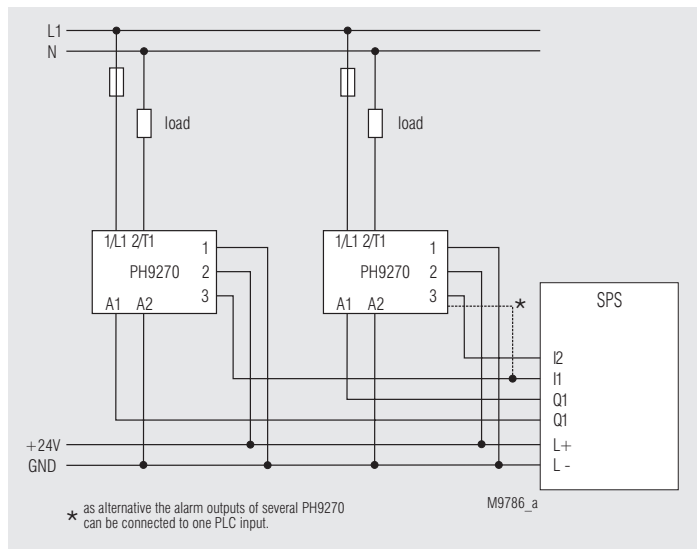 L1
N
load
load
1/L1 2/T1
1
PH9270
2
3
A1 A2
1/L1 2/T1
1
PH9270
2
3
A1 A2
*
SPS
I2
I1
Q1
Q1
L+
L -
+24V
GND
* as alternative the alarm outputs of several PH9270
can be connected to one PLC input.
M9786_a